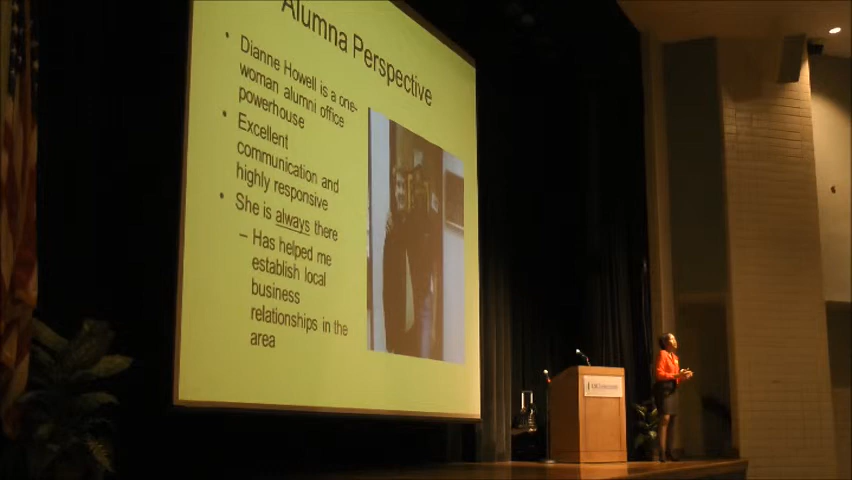 Alumna Perspective
• Dianne Howell is a one-
woman alumni office
powerhouse
• Excellent
communication and
highly responsive
• She is always there
– Has helped me
establish local
business
relationships in the
area